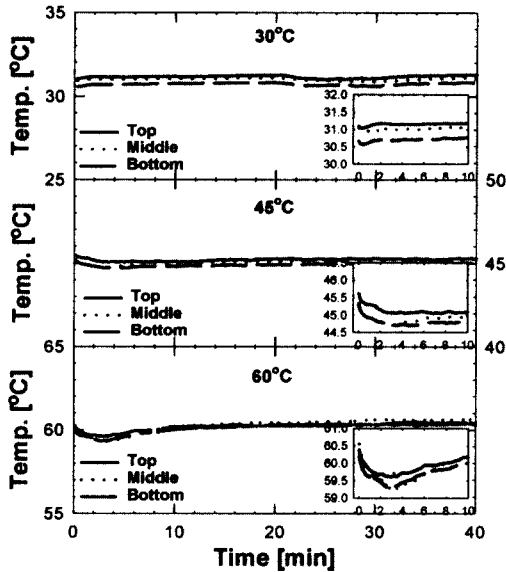 35
30°C
Temp. [°C]
30
32.0
31.5
31.0
30.5
30.0
0 2 4 6 8 10
Top
Middle
Bottom
25
50
45°C
Temp. [°C]
45
46.5
46.0
45.5
45.0
44.5
0 2 4 6 8 10
Top
Middle
Bottom
65
40
60°C
Temp. [°C]
60
61.0
60.5
60.0
59.5
59.0
0 2 4 6 8 10
Top
Middle
Bottom
55
0 10 20 30 40
Time [min]